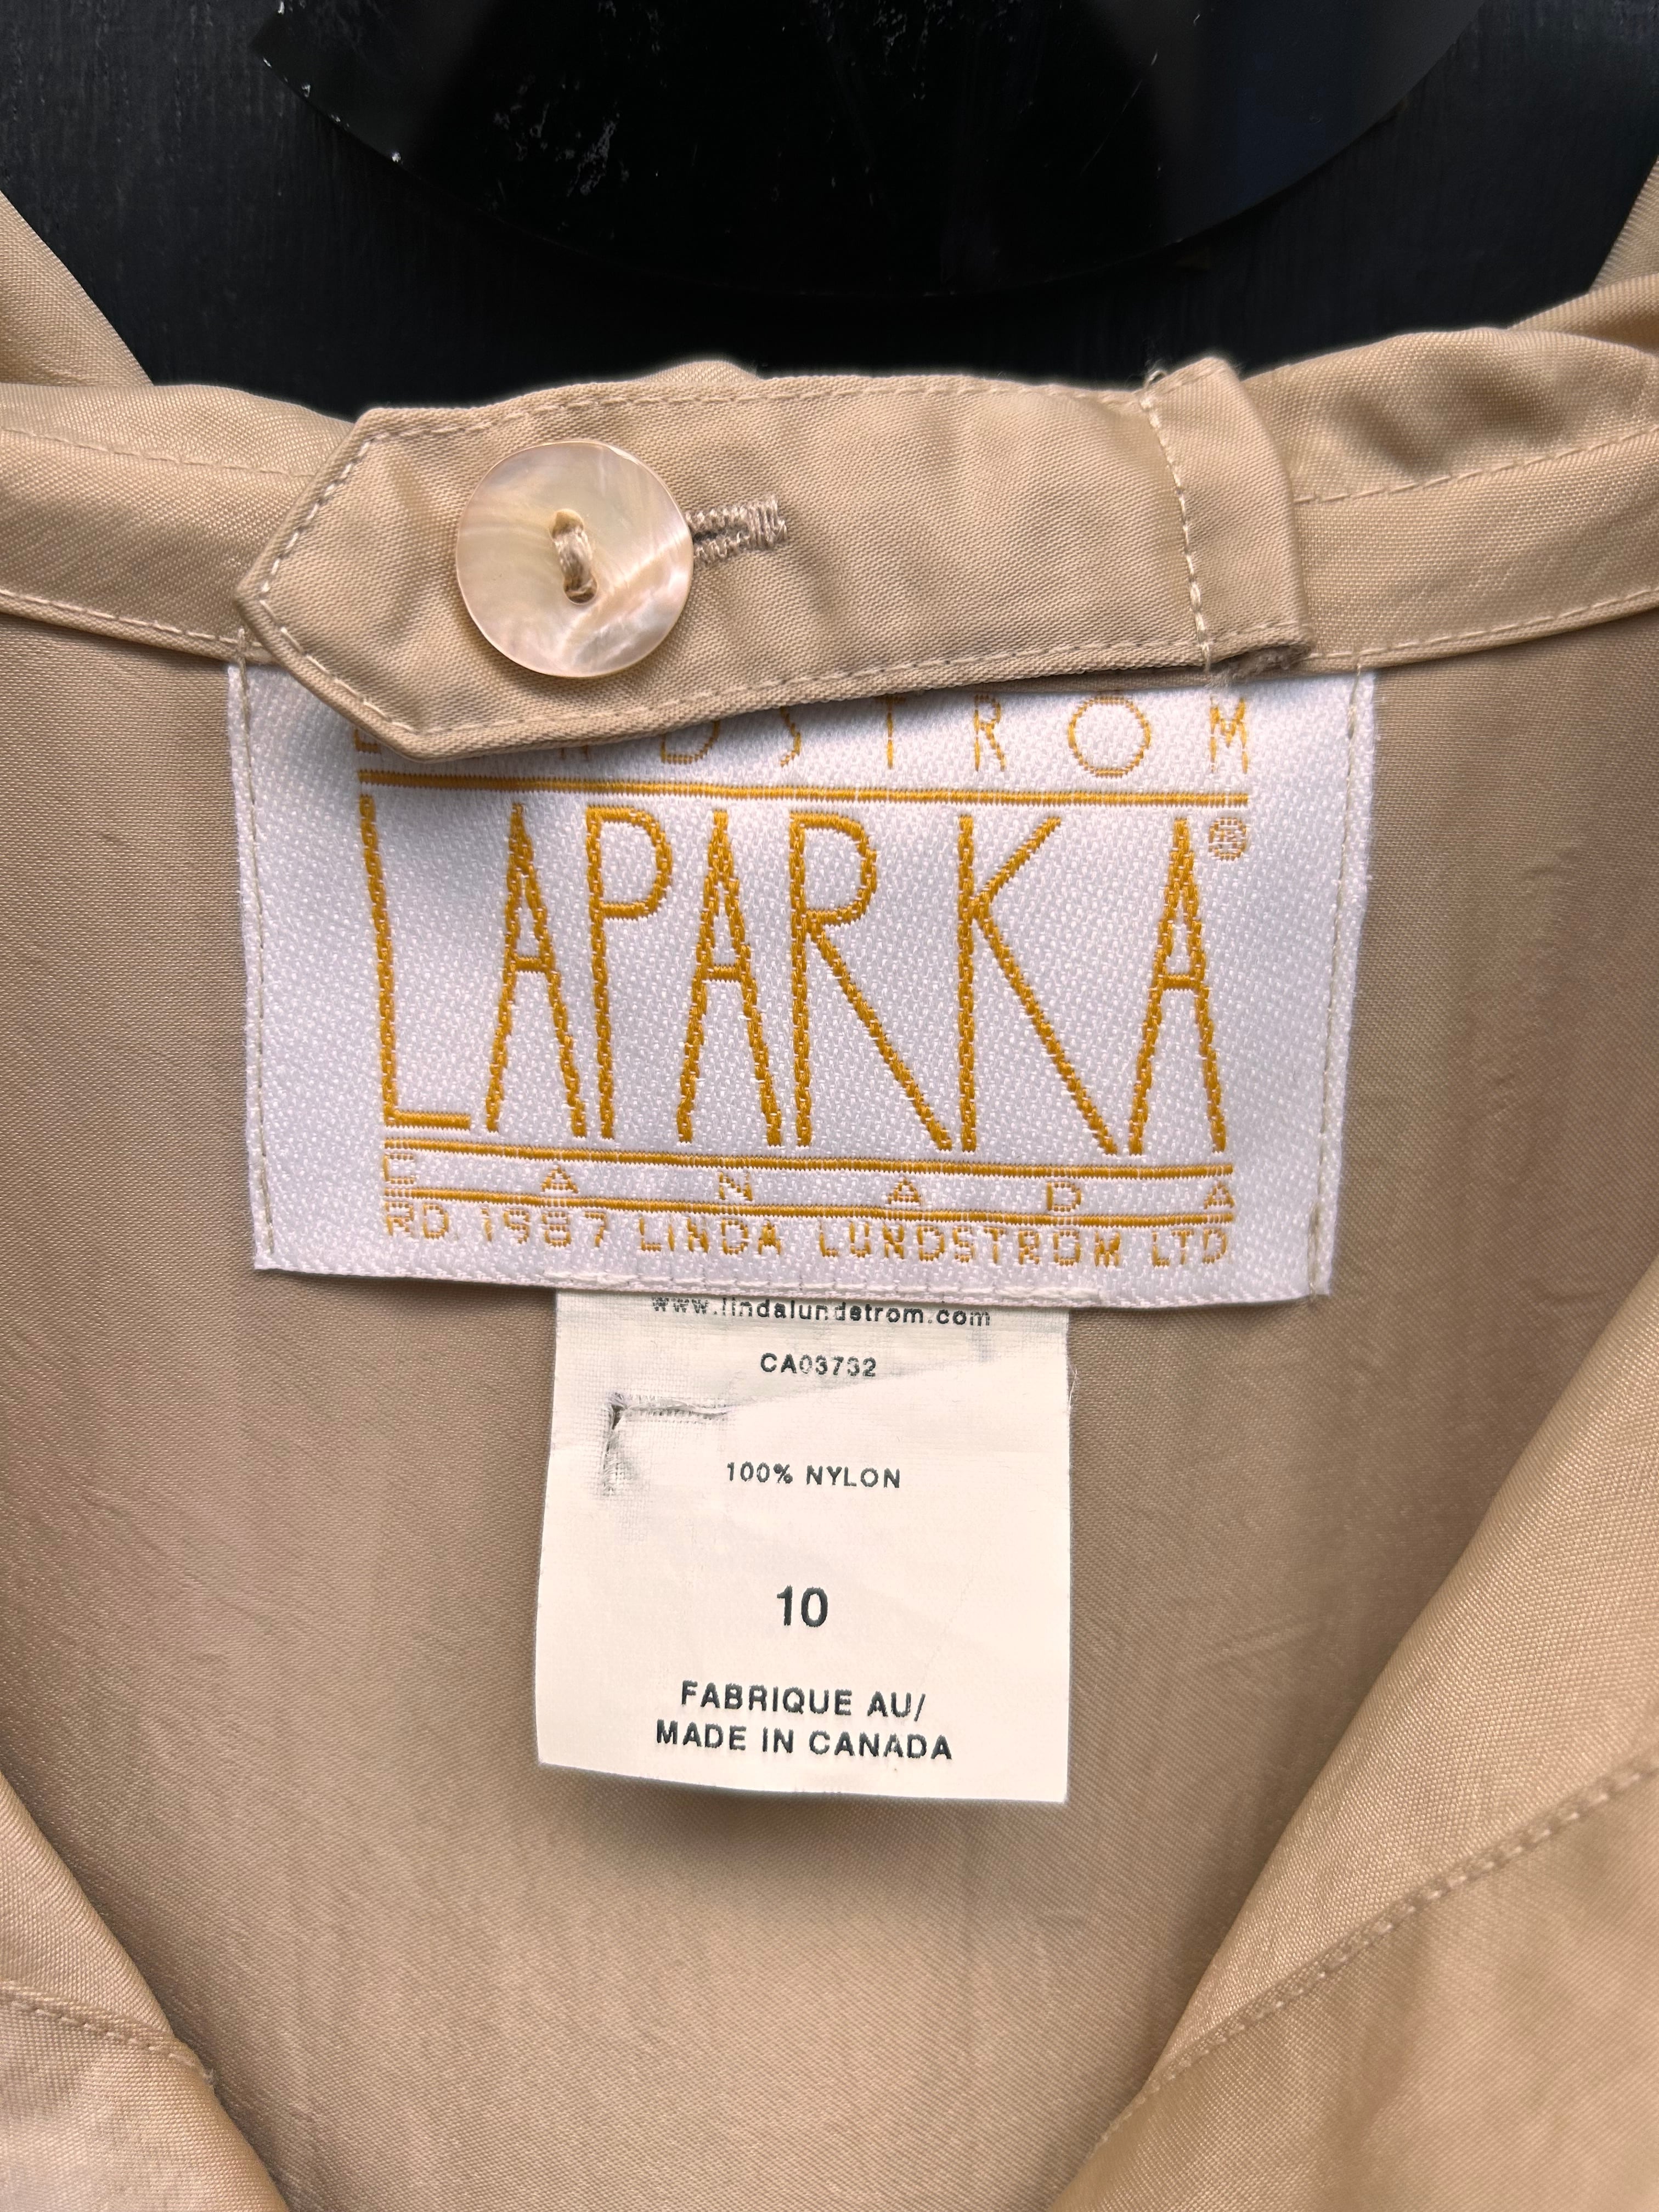 LUNDSTROM
LAPARKA®
CANADA
RD. 1987 LINDA LUNDSTROM LTD
www.lindalundstrom.com
CA03732
100% NYLON
10
FABRIQUE AU/
MADE IN CANADA